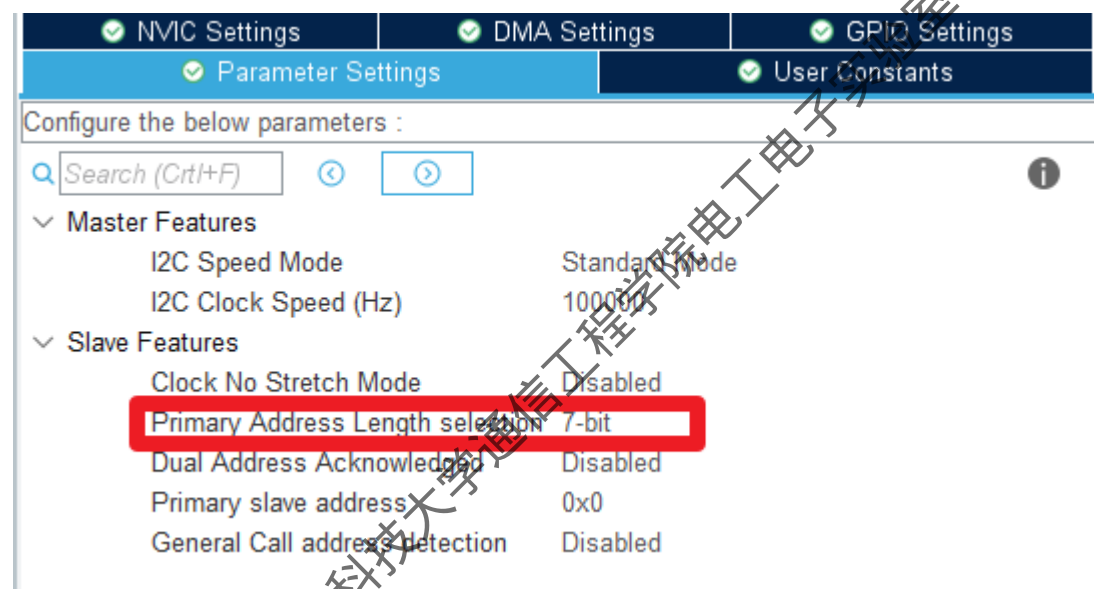 NVIC Settings
DMA Settings
GPIO Settings
Parameter Settings
User Constants
Configure the below parameters :
Search (Crtl+F)
Master Features
I2C Speed Mode Standard Mode
I2C Clock Speed (Hz) 100000
Slave Features
Clock No Stretch Mode Disabled
Primary Address Length selection 7-bit
Dual Address Acknowledged Disabled
Primary slave address 0x0
General Call address detection Disabled
科技大学通信工程学院电工电子实验室